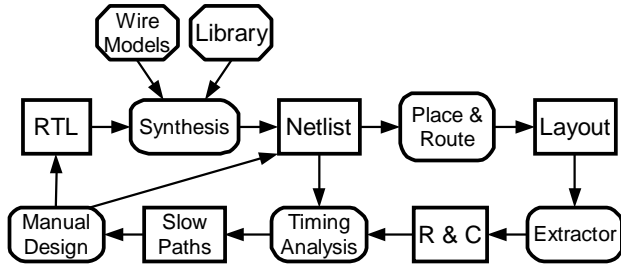 Wire
Models
Library
RTL
Synthesis
Netlist
Place &
Route
Layout
Manual
Design
Slow
Paths
Timing
Analysis
R & C
Extractor